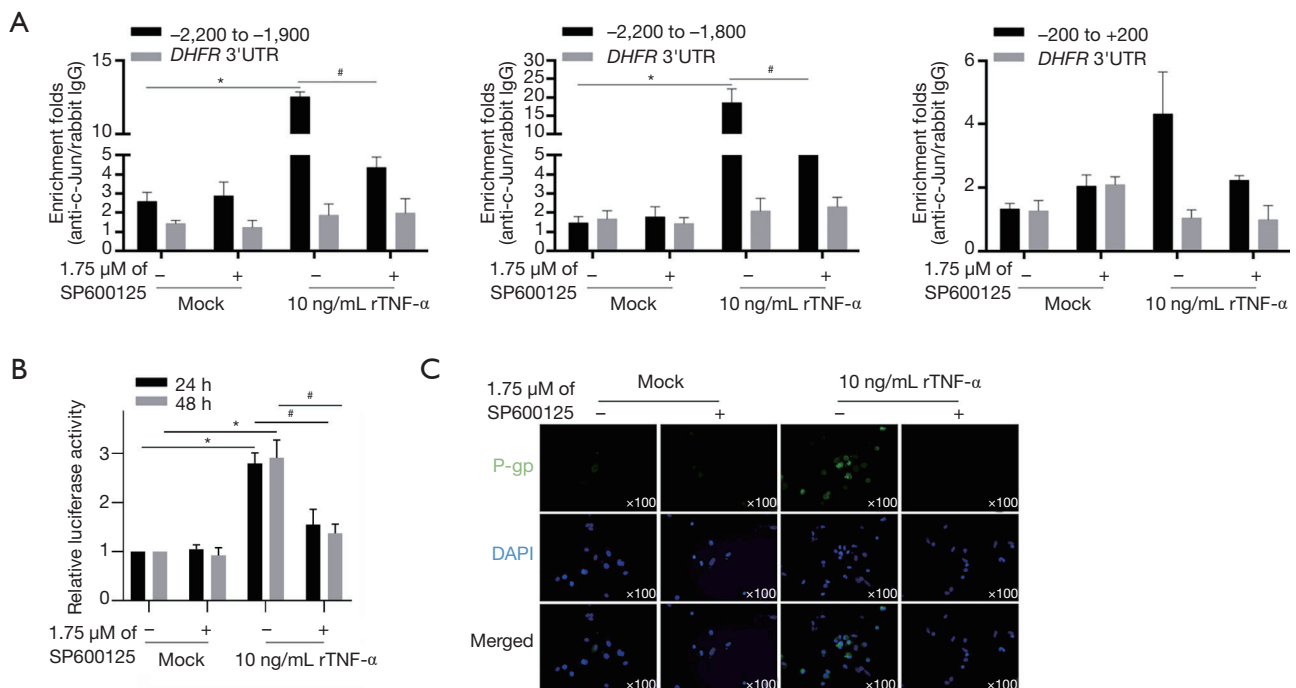 A
Enrichment folds
(anti-c-Jun/rabbit IgG)
–2,200 to –1,900
DHFR 3'UTR
15
10
5
4
3
2
1
0
*
#
1.75 µM of
SP600125
– + – +
Mock
10 ng/mL rTNF-α
Enrichment folds
(anti-c-Jun/rabbit IgG)
–2,200 to –1,800
DHFR 3'UTR
30
25
20
15
10
5
4
3
2
1
0
*
#
1.75 µM of
SP600125
– + – +
Mock
10 ng/mL rTNF-α
Enrichment folds
(anti-c-Jun/rabbit IgG)
–200 to +200
DHFR 3'UTR
6
4
2
0
1.75 µM of
SP600125
– + – +
Mock
10 ng/mL rTNF-α
B
Relative luciferase activity
24 h
48 h
3
2
1
0
#
#
*
*
1.75 µM of
SP600125
– + – +
Mock
10 ng/mL rTNF-α
C
1.75 µM of
SP600125
Mock
10 ng/mL rTNF-α
– + – +
P-gp
×100 ×100 ×100 ×100
DAPI
×100 ×100 ×100 ×100
Merged
×100 ×100 ×100 ×100